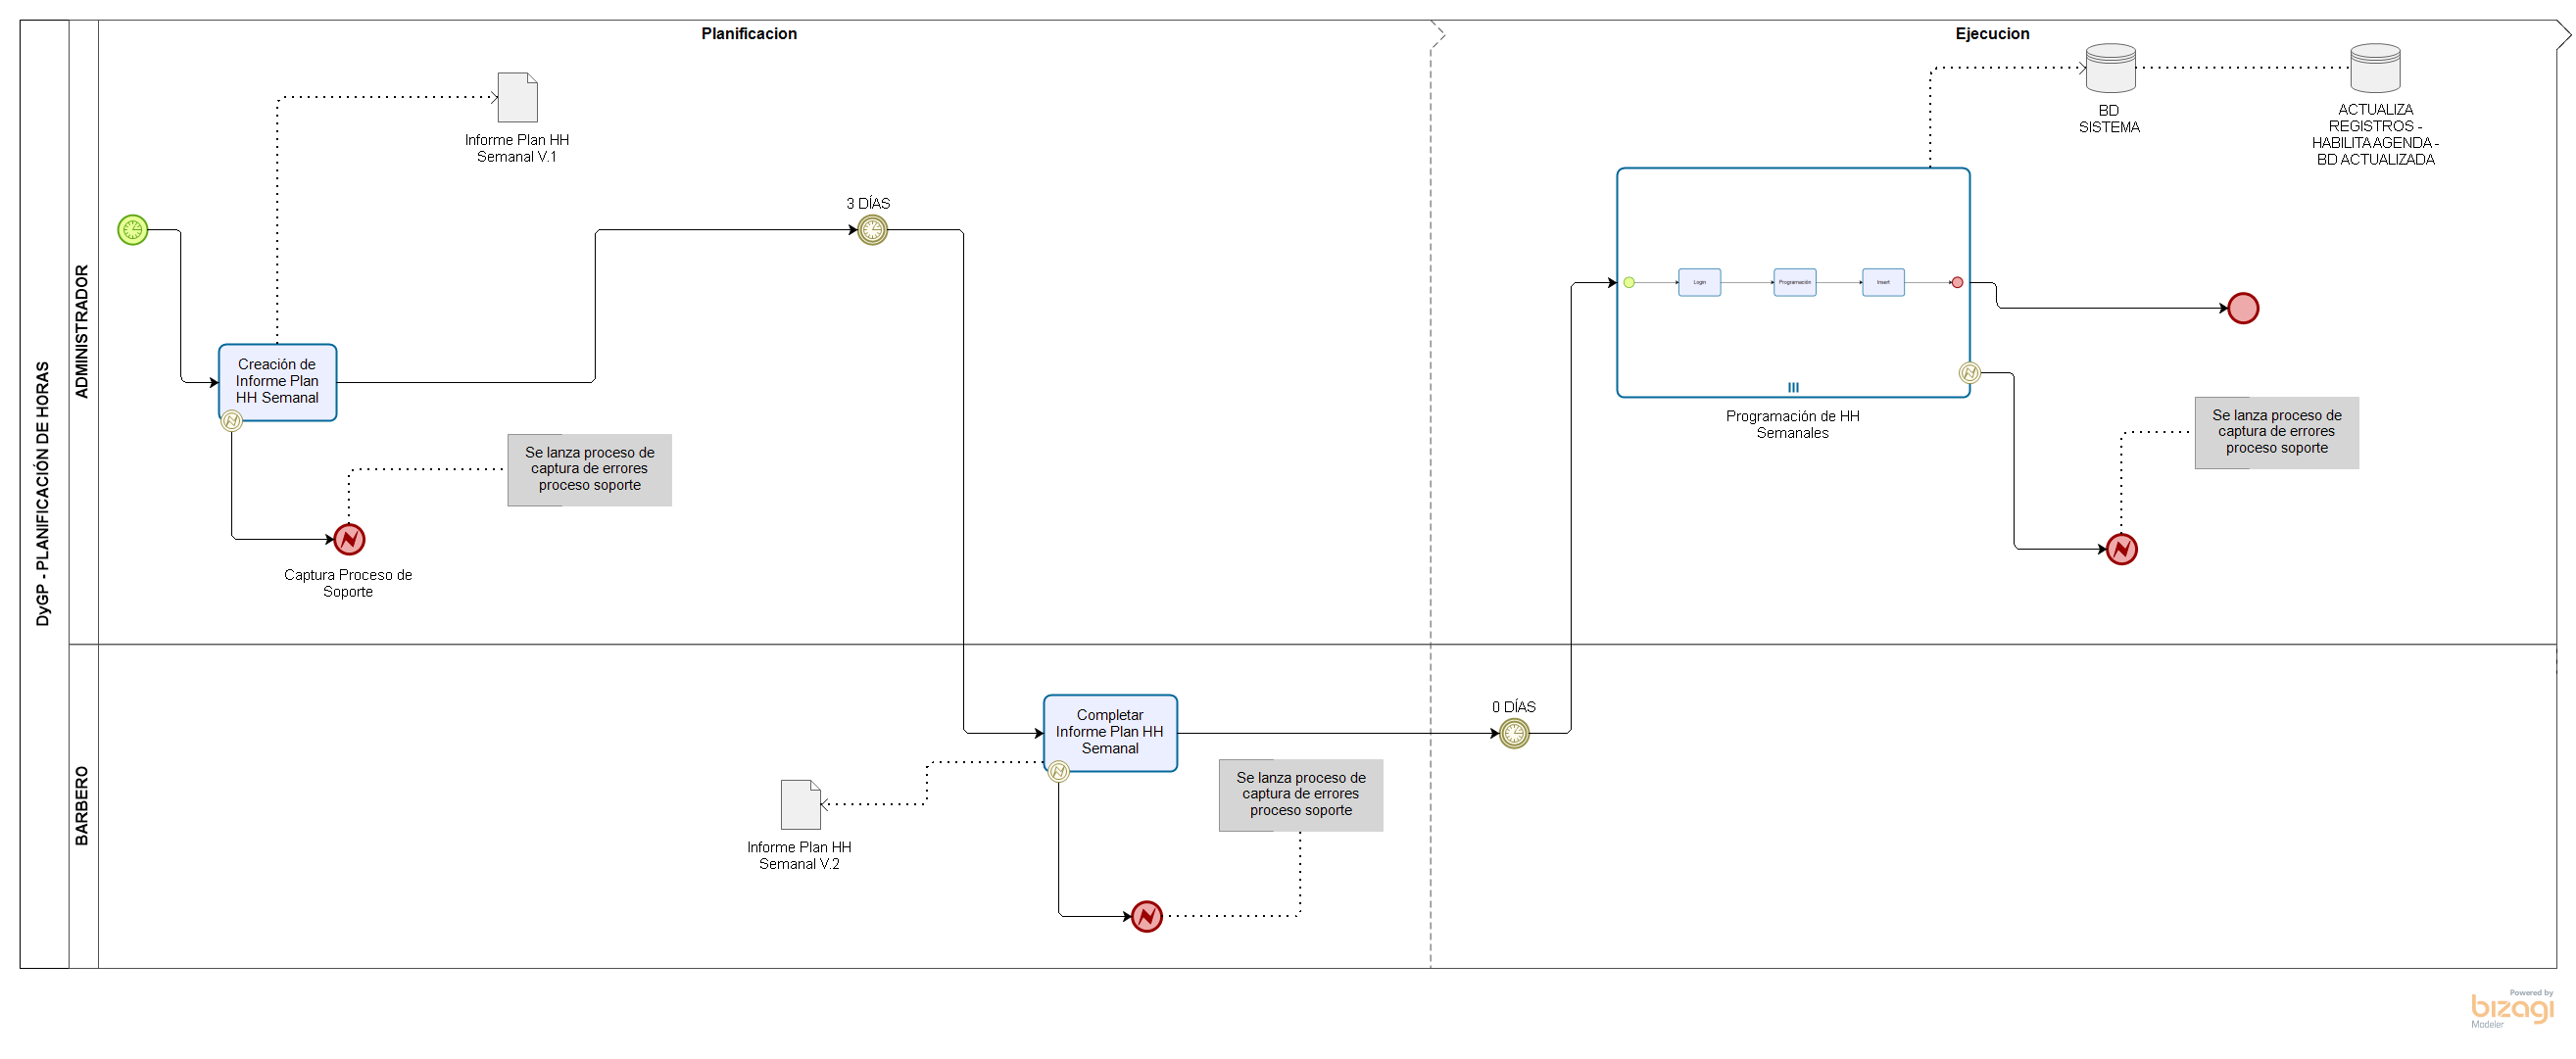 DyGP - PLANIFICACIÓN DE HORAS
ADMINISTRADOR
BARBERO
Planificacion
Ejecucion
Informe Plan HH
Semanal V.1
3 DÍAS
Creación de
Informe Plan
HH Semanal
Se lanza proceso de
captura de errores
proceso soporte
Captura Proceso de
Soporte
BD
SISTEMA
ACTUALIZA
REGISTROS -
HABILITA AGENDA -
BD ACTUALIZADA
Login
Programación
Insert
Programación de HH
Semanales
Se lanza proceso de
captura de errores
proceso soporte
Completar
Informe Plan HH
Semanal
0 DÍAS
Informe Plan HH
Semanal V.2
Se lanza proceso de
captura de errores
proceso soporte
Powered by
bizagi
Modeler